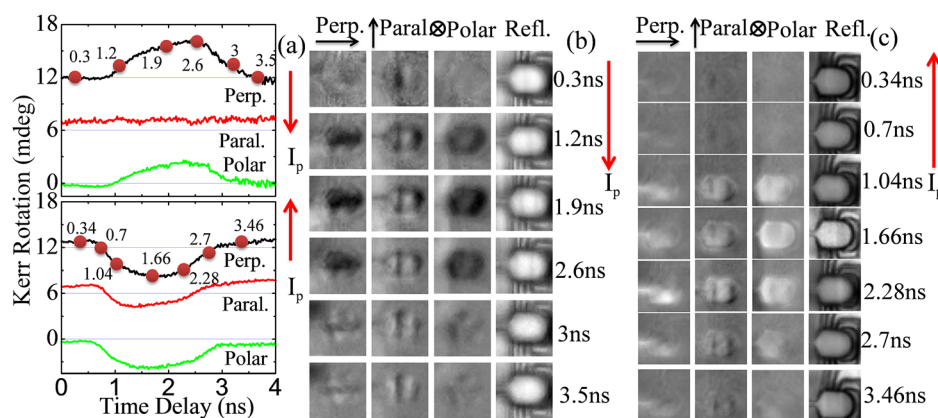 Kerr Rotation (mdeg)
18
12
6
0
18
12
6
0
0 1 2 3 4
Time Delay (ns)
(a)
0.3
1.2
1.9
2.6
3
3.5
Perp.
Paral.
Polar
Ip
0.34
0.7
1.04
1.66
2.28
2.7
3.46
Perp.
Paral.
Polar
Ip
Perp. Paral. ⊗Polar Refl.
(b)
0.3ns
1.2ns
1.9ns
2.6ns
3ns
3.5ns
Ip
Perp. Paral. ⊗Polar Refl.
(c)
0.34ns
0.7ns
1.04ns
1.66ns
2.28ns
2.7ns
3.46ns
Ip